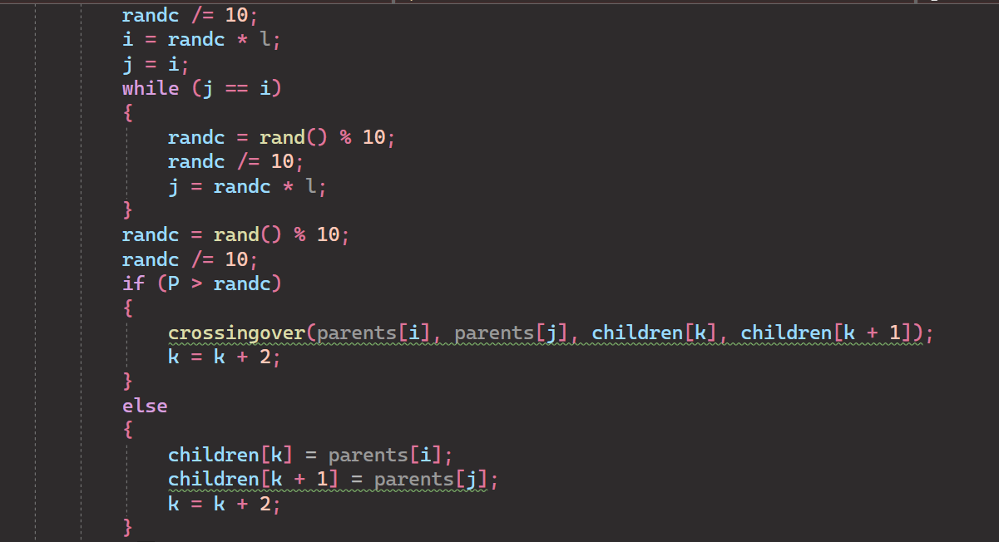 randc /= 10;
i = randc * l;
j = i;
while (j == i)
{
randc = rand() % 10;
randc /= 10;
j = randc * l;
}
randc = rand() % 10;
randc /= 10;
if (P > randc)
{
crossingover(parents[i], parents[j], children[k], children[k + 1]);
k = k + 2;
}
else
{
children[k] = parents[i];
children[k + 1] = parents[j];
k = k + 2;
}